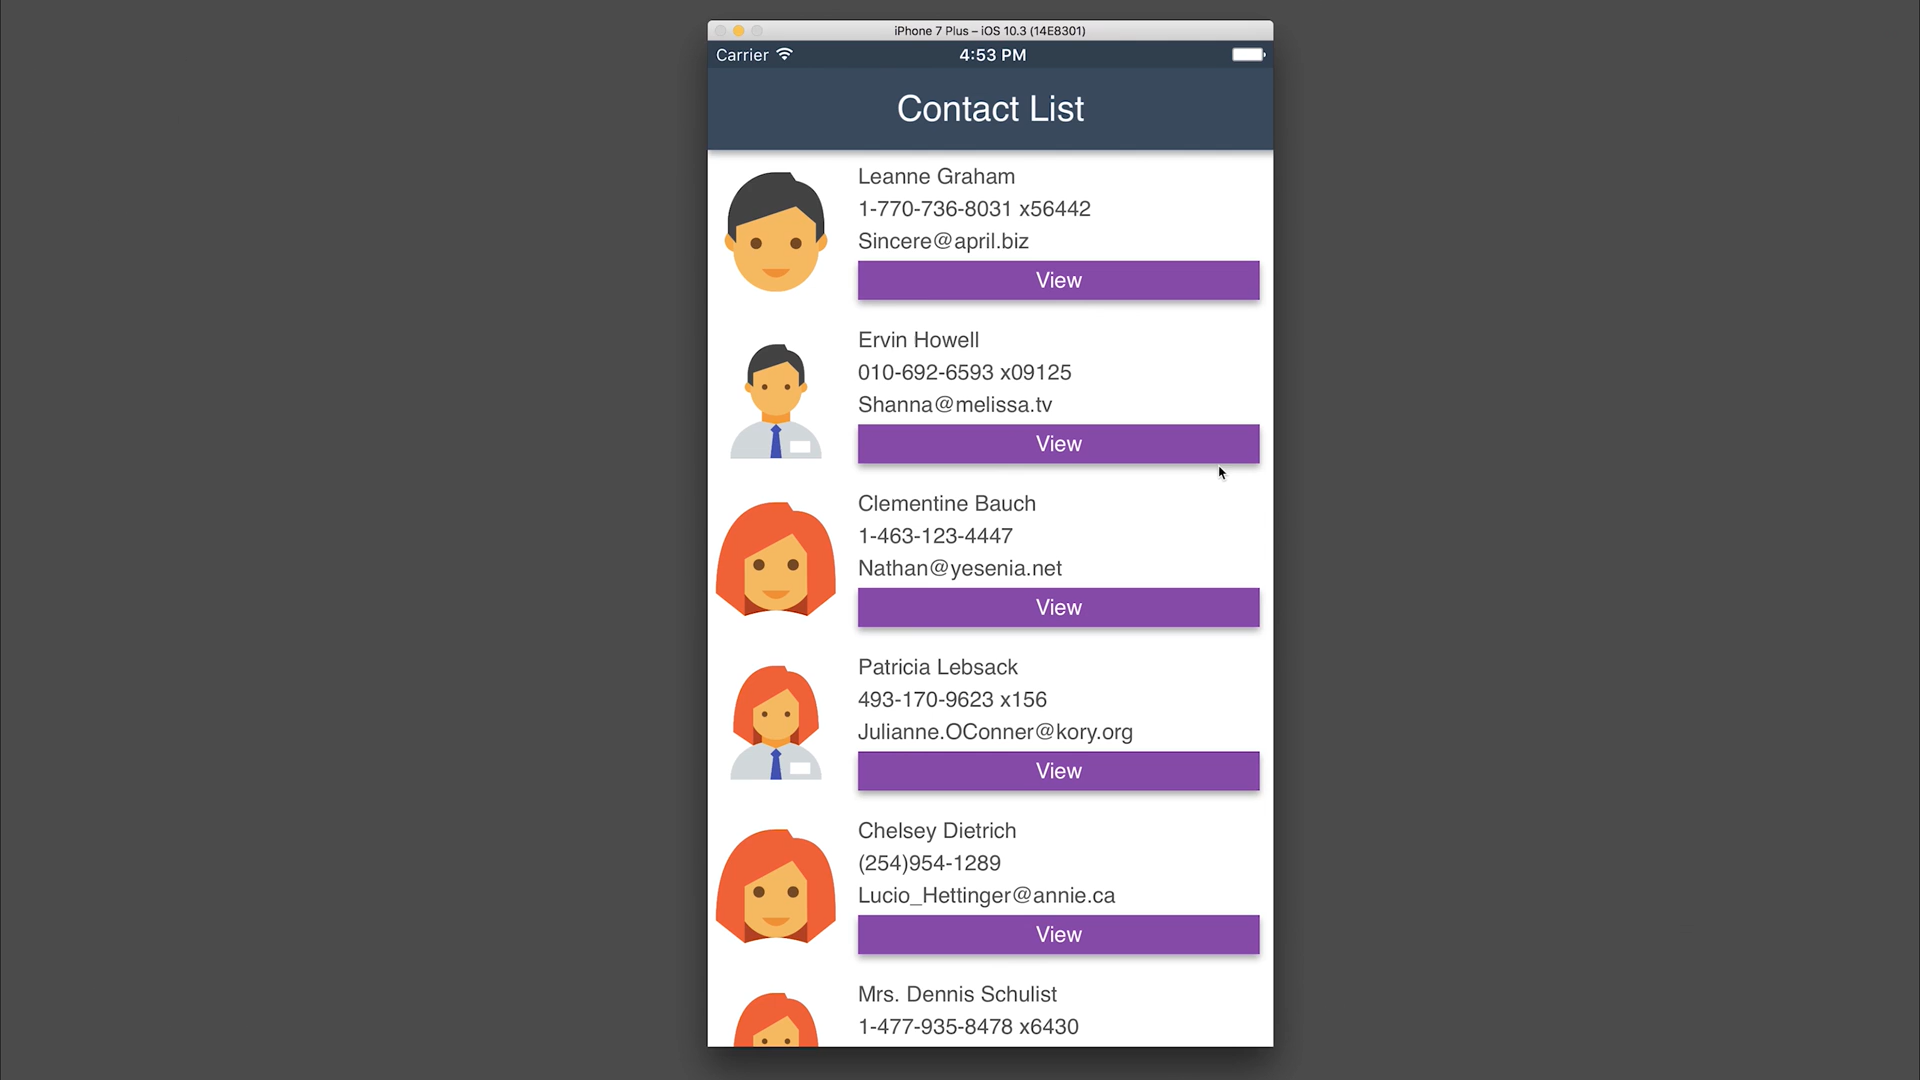 iPhone 7 Plus – iOS 10.3 (14E8301)
Carrier 4:53 PM
Contact List
Leanne Graham
1-770-736-8031 x56442
Sincere@april.biz
View
Ervin Howell
010-692-6593 x09125
Shanna@melissa.tv
View
Clementine Bauch
1-463-123-4447
Nathan@yesenia.net
View
Patricia Lebsack
493-170-9623 x156
Julianne.OConner@kory.org
View
Chelsey Dietrich
(254)954-1289
Lucio_Hettinger@annie.ca
View
Mrs. Dennis Schulist
1-477-935-8478 x6430